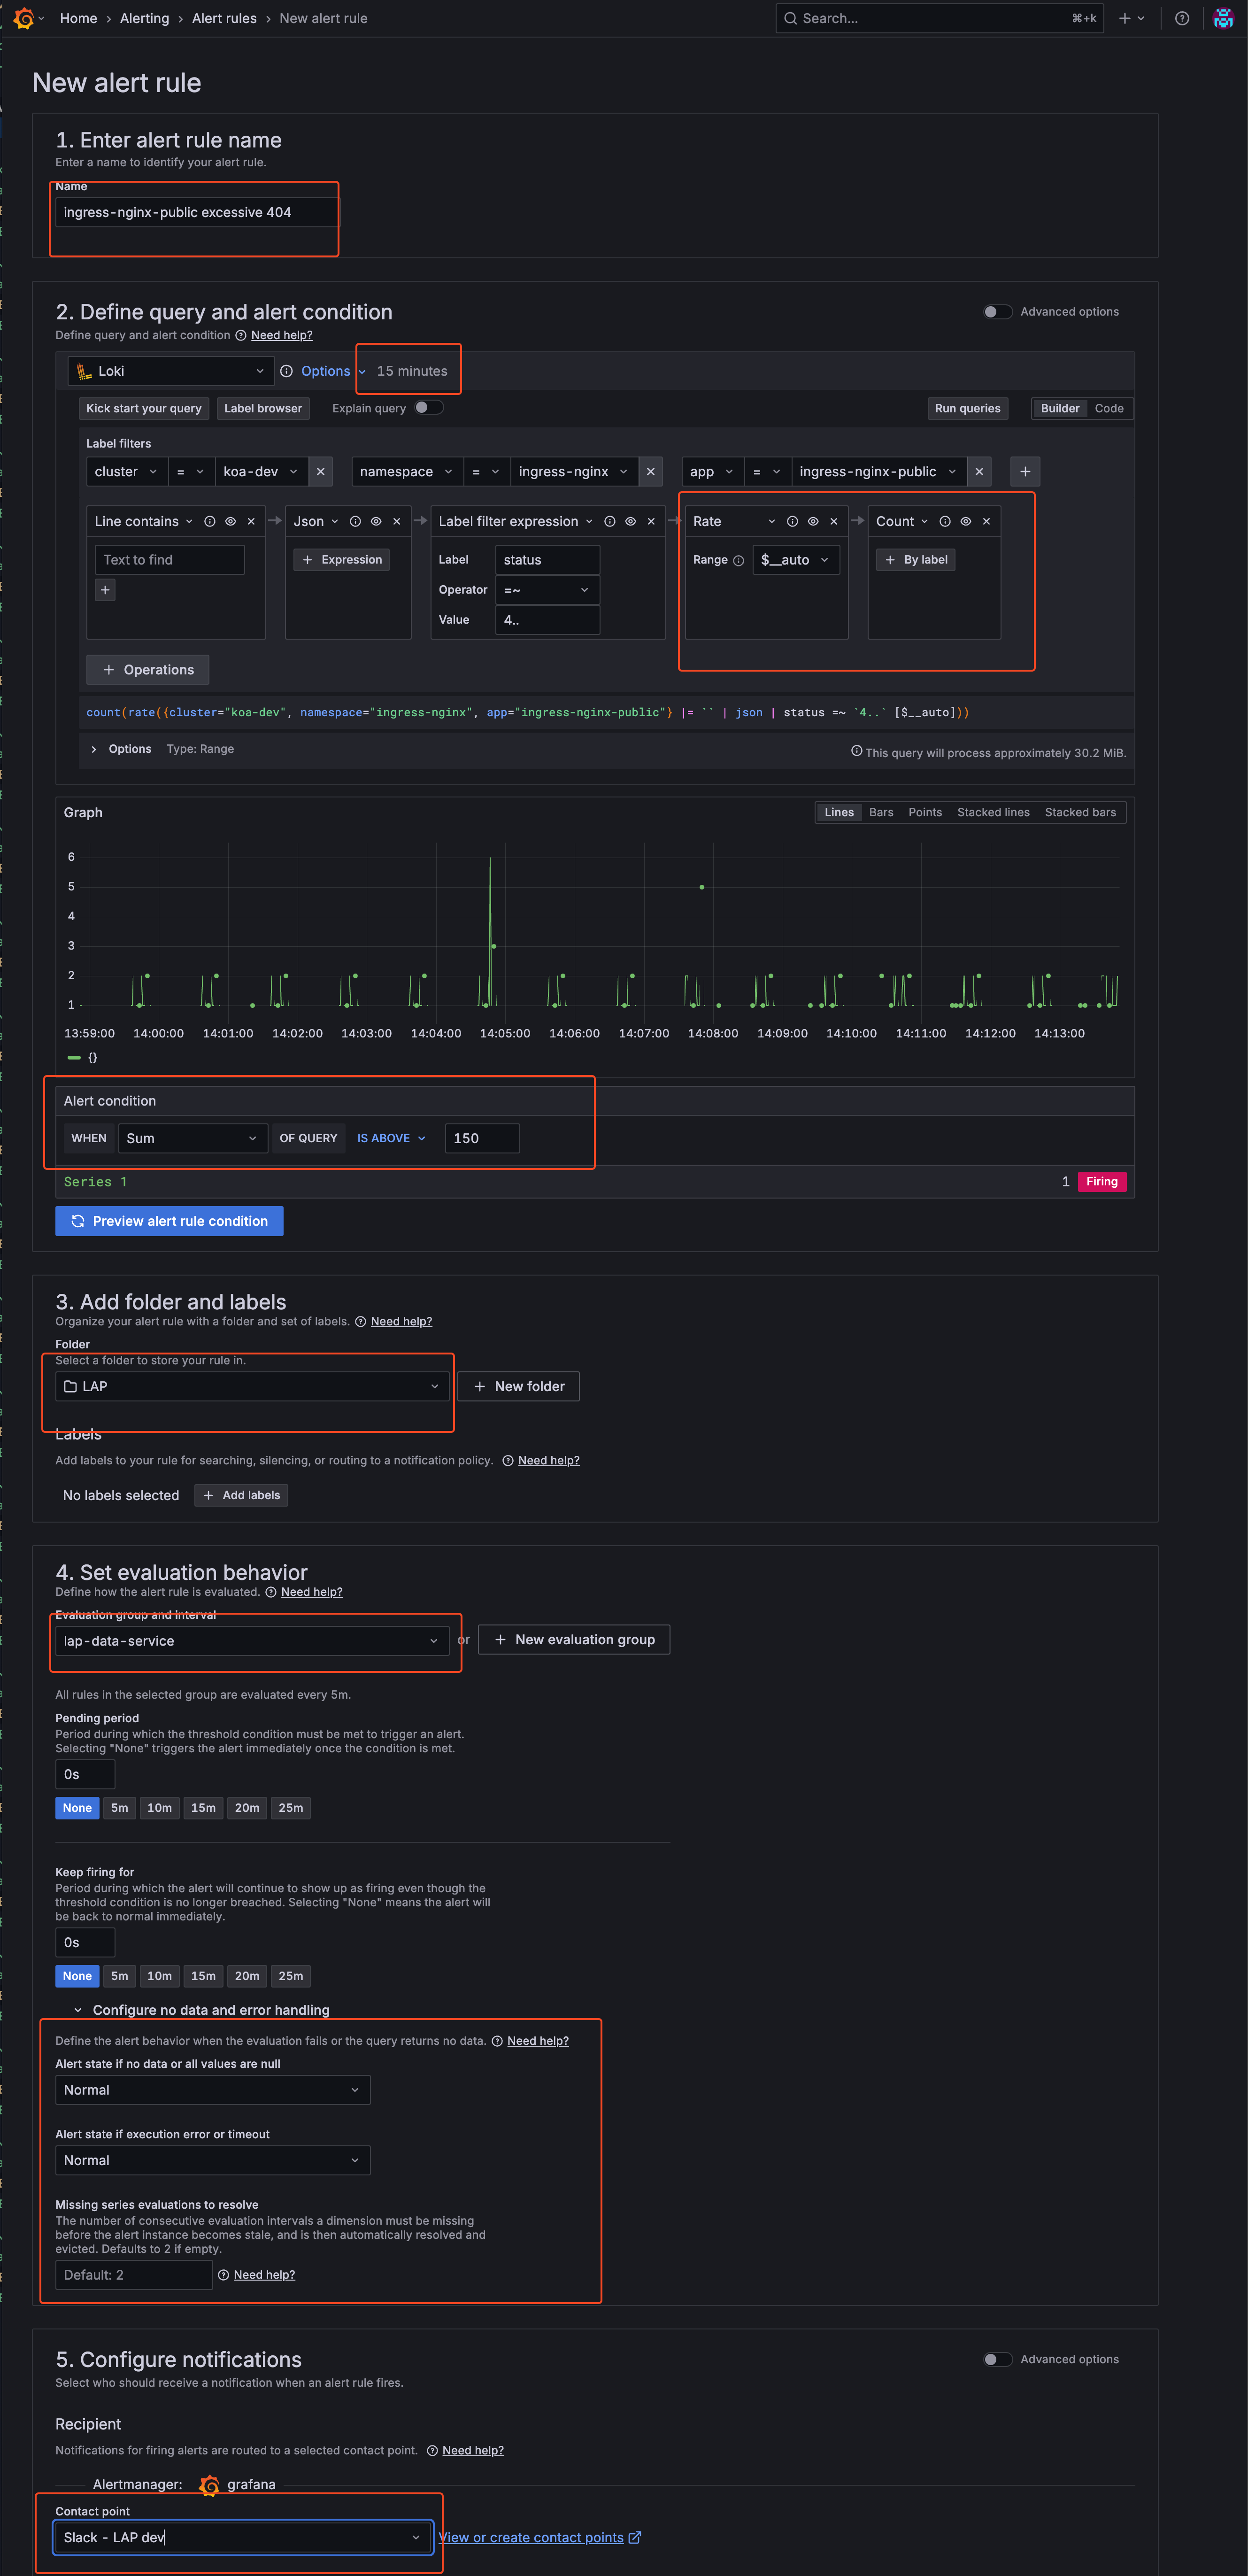 Home › Alerting › Alert rules › New alert rule
Search...
⌘+k
New alert rule
1. Enter alert rule name
Enter a name to identify your alert rule.
Name
ingress-nginx-public excessive 404
2. Define query and alert condition
Advanced options
Define query and alert condition Need help?
Loki
Options
15 minutes
Kick start your query
Label browser
Explain query
Run queries
Builder
Code
Label filters
cluster = koa-dev
namespace = ingress-nginx
app = ingress-nginx-public
Line contains
Text to find
Json
+ Expression
Label filter expression
Label status
Operator =~
Value 4..
Rate
Range $__auto
Count
+ By label
+ Operations
count(rate({cluster="koa-dev", namespace="ingress-nginx", app="ingress-nginx-public"} |= `` | json | status =~ `4..` [$__auto]))
Options Type: Range
This query will process approximately 30.2 MiB.
Graph
Lines Bars Points Stacked lines Stacked bars
6
5
4
3
2
1
13:59:00 14:00:00 14:01:00 14:02:00 14:03:00 14:04:00 14:05:00 14:06:00 14:07:00 14:08:00 14:09:00 14:10:00 14:11:00 14:12:00 14:13:00
{}
Alert condition
WHEN Sum OF QUERY IS ABOVE 150
Series 1
1 Firing
Preview alert rule condition
3. Add folder and labels
Organize your alert rule with a folder and set of labels. Need help?
Folder
Select a folder to store your rule in.
LAP
+ New folder
Labels
Add labels to your rule for searching, silencing, or routing to a notification policy. Need help?
No labels selected
+ Add labels
4. Set evaluation behavior
Define how the alert rule is evaluated. Need help?
Evaluation group and interval
lap-data-service
or
+ New evaluation group
All rules in the selected group are evaluated every 5m.
Pending period
Period during which the threshold condition must be met to trigger an alert.
Selecting "None" triggers the alert immediately once the condition is met.
0s
None 5m 10m 15m 20m 25m
Keep firing for
Period during which the alert will continue to show up as firing even though the
threshold condition is no longer breached. Selecting "None" means the alert will
be back to normal immediately.
0s
None 5m 10m 15m 20m 25m
Configure no data and error handling
Define the alert behavior when the evaluation fails or the query returns no data. Need help?
Alert state if no data or all values are null
Normal
Alert state if execution error or timeout
Normal
Missing series evaluations to resolve
The number of consecutive evaluation intervals a dimension must be missing
before the alert instance becomes stale, and is then automatically resolved and
evicted. Defaults to 2 if empty.
Default: 2
Need help?
5. Configure notifications
Advanced options
Select who should receive a notification when an alert rule fires.
Recipient
Notifications for firing alerts are routed to a selected contact point. Need help?
Alertmanager: grafana
Contact point
Slack - LAP dev
View or create contact points